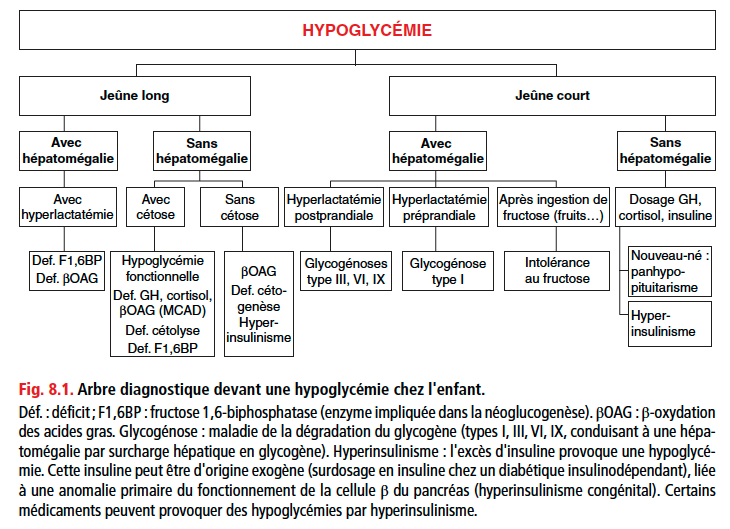 HYPOGLYCÉMIE
Jeûne long
Jeûne court
Avec
hépatomégalie
Sans
hépatomégalie
Avec
hépatomégalie
Sans
hépatomégalie
Avec
hyperlactatémie
Avec
cétose
Sans
cétose
Hyperlactatémie
postprandiale
Hyperlactatémie
préprandiale
Après ingestion de
fructose (fruits...)
Dosage GH,
cortisol, insuline
Def. F1,6BP
Def. βOAG
Hypoglycémie
fonctionnelle
Def. GH, cortisol,
βOAG (MCAD)
Def. cétolyse
Def. F1,6BP
βOAG
Def. céto-
genèse
Hyper-
insulinisme
Glycogénoses
type III, VI, IX
Glycogénose
type I
Intolérance
au fructose
Nouveau-né :
panhypo-
pituitarisme
Hyper-
insulinisme
Fig. 8.1. Arbre diagnostique devant une hypoglycémie chez l'enfant.
Déf. : déficit ; F1,6BP : fructose 1,6-biphosphatase (enzyme impliquée dans la néoglucogenèse). βOAG : β-oxydation
des acides gras. Glycogénose : maladie de la dégradation du glycogène (types I, III, VI, IX, conduisant à une hépa-
tomégalie par surcharge hépatique en glycogène). Hyperinsulinisme : l'excès d'insuline provoque une hypoglycé-
mie. Cette insuline peut être d'origine exogène (surdosage en insuline chez un diabétique insulinodépendant), liée
à une anomalie primaire du fonctionnement de la cellule β du pancréas (hyperinsulinisme congénital). Certains
médicaments peuvent provoquer des hypoglycémies par hyperinsulinisme.